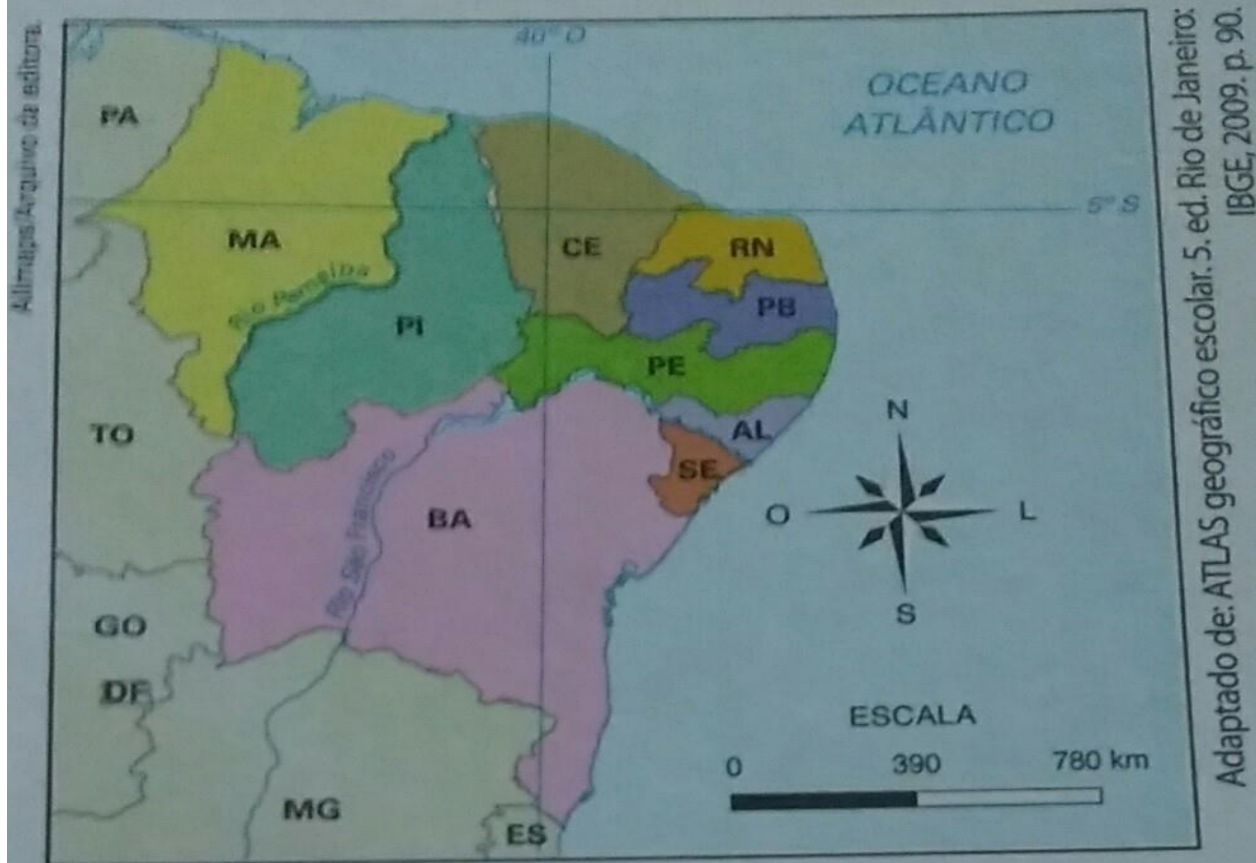 Allmaps/Arquivo da editora.
40° O
OCEANO
ATLÂNTICO
PA
5° S
MA
CE
RN
Rio Parnaíba
PI
PB
PE
TO
AL
SE
N
O
L
S
BA
Rio São Francisco
GO
DF
MG
ES
ESCALA
0 390 780 km
Adaptado de: ATLAS geográfico escolar. 5. ed. Rio de Janeiro:
IBGE, 2009. p. 90.